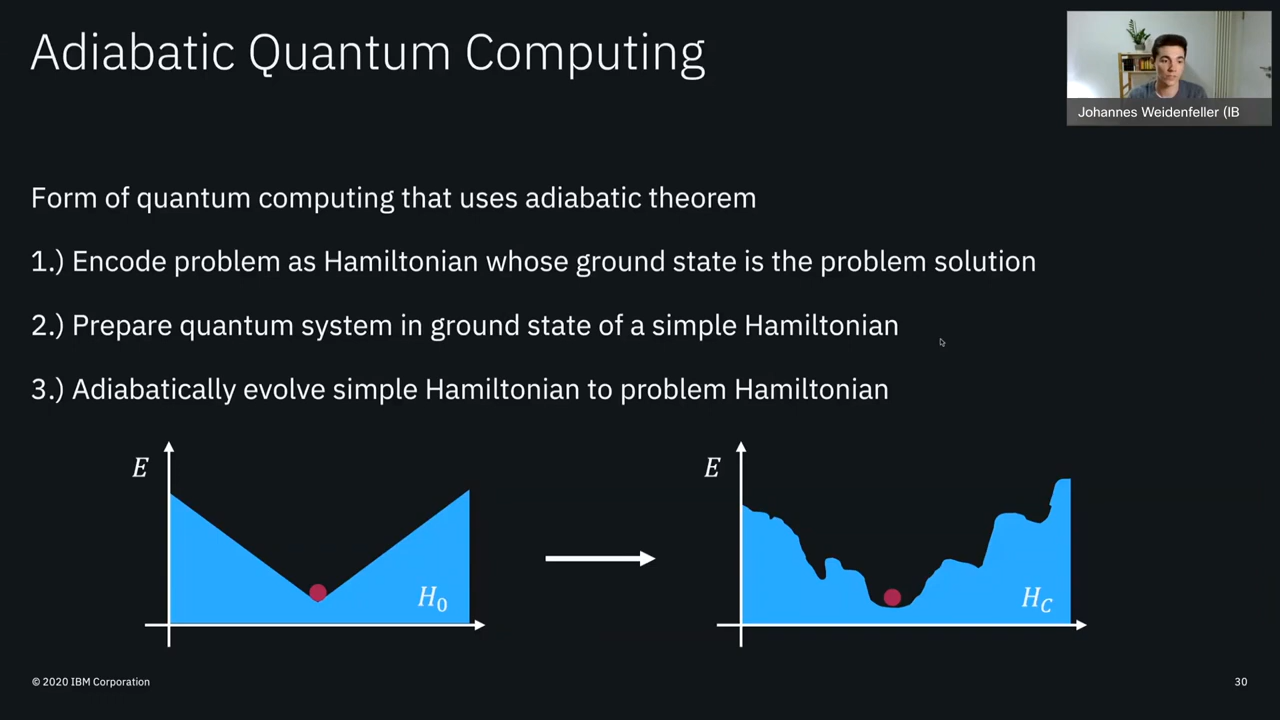 Adiabatic Quantum Computing
Johannes Weidenfeller (IB
Form of quantum computing that uses adiabatic theorem
1.) Encode problem as Hamiltonian whose ground state is the problem solution
2.) Prepare quantum system in ground state of a simple Hamiltonian
3.) Adiabatically evolve simple Hamiltonian to problem Hamiltonian
E
H₀
E
H_C
© 2020 IBM Corporation
30